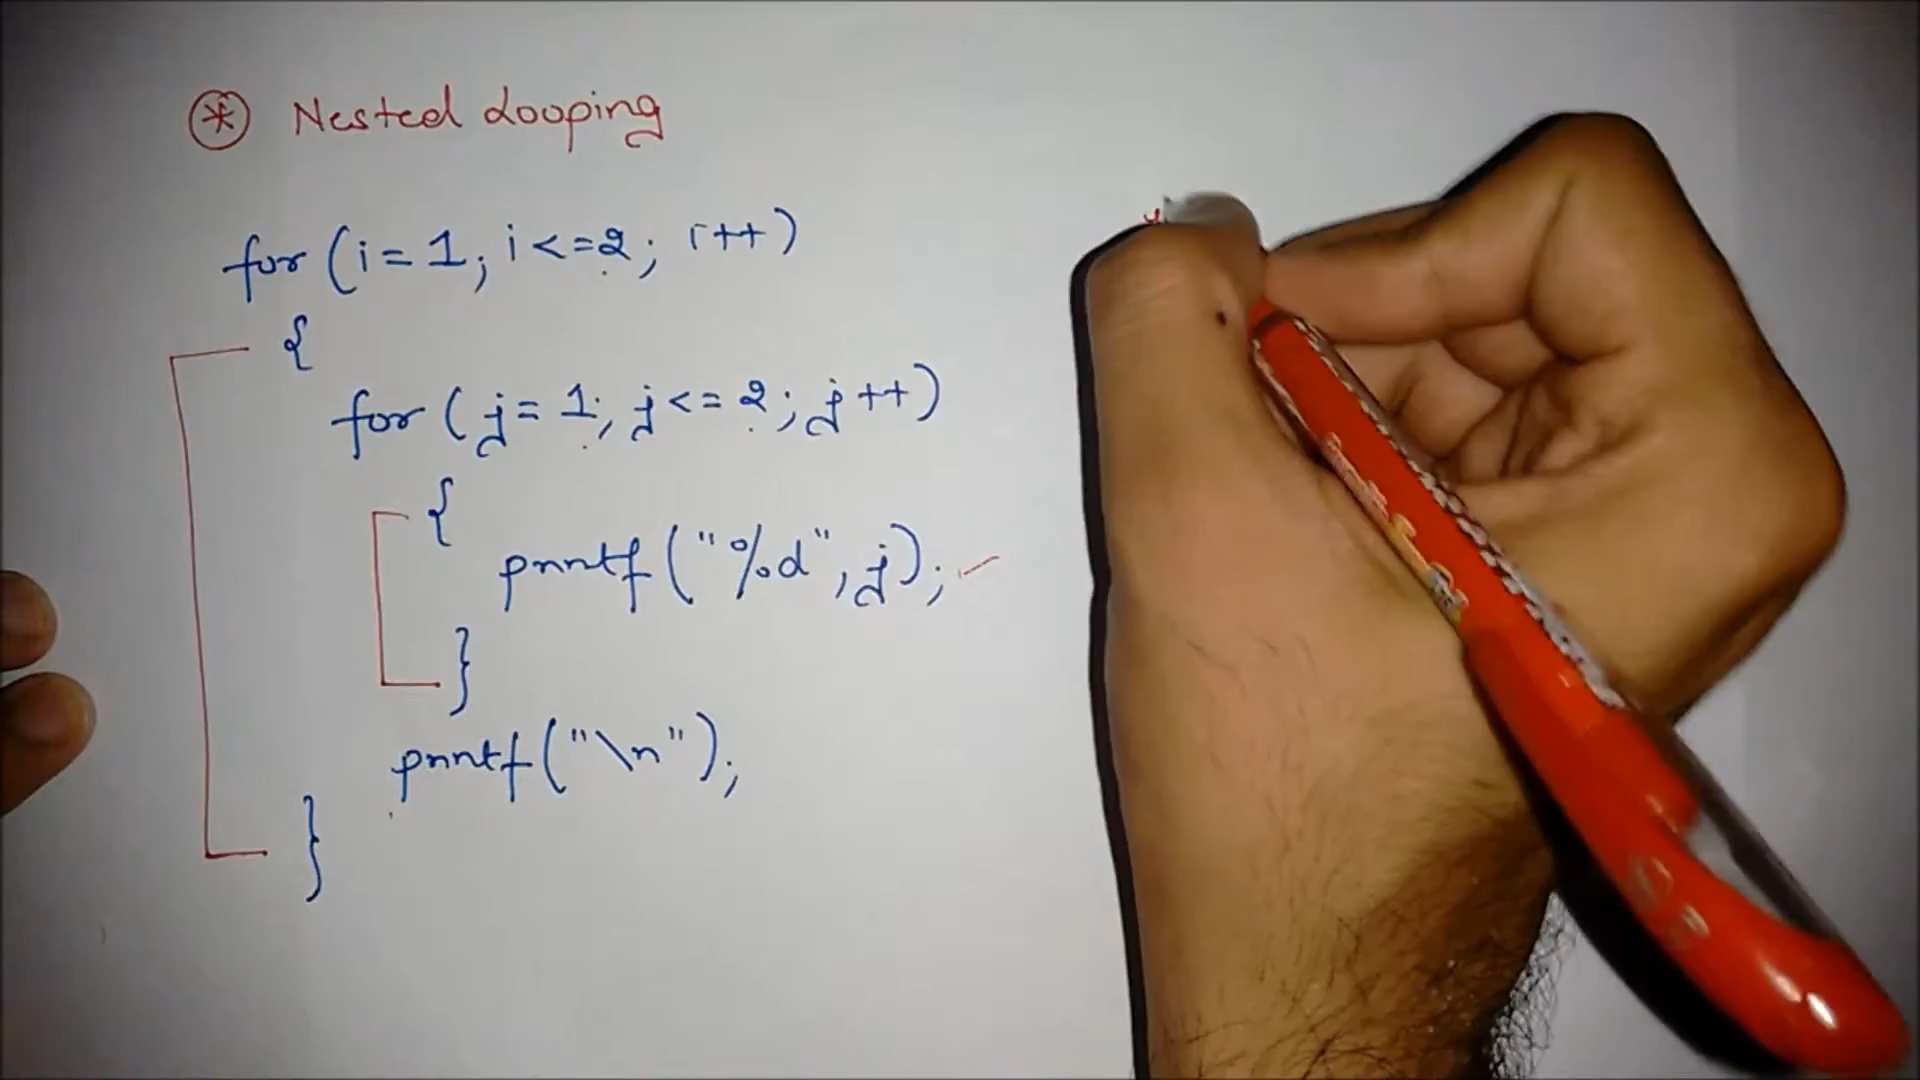 * Nested Looping
for (i = 1; i <= 2; i++)
{
for (j = 1; j <= 2; j++)
{
printf("%d", j);
}
printf("\n");
}